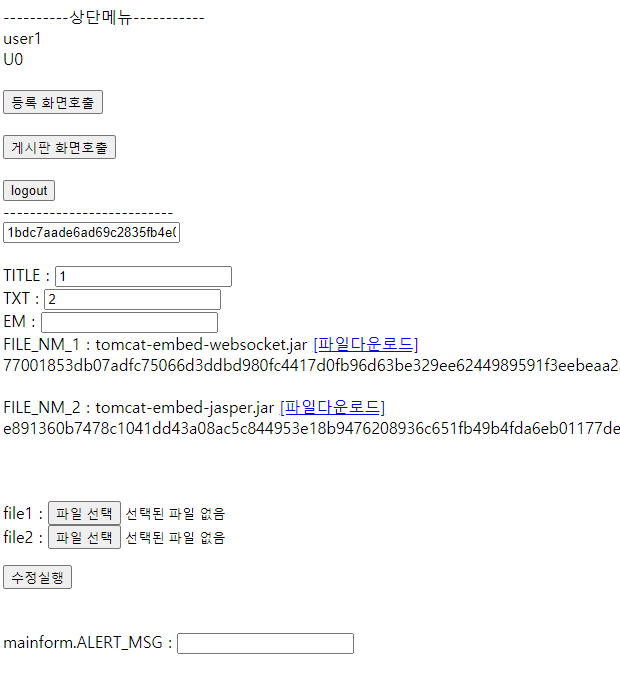 ----------상단메뉴-----------
user1
U0
등록 화면호출
게시판 화면호출
logout
--------------------------
1bdc7aade6ad69c2835fb4e0
TITLE : 1
TXT : 2
EM :
FILE_NM_1 : tomcat-embed-websocket.jar [파일다운로드]
77001853db07adfc75066d3ddbd980fc4417d0fb96d63be329ee6244989591f3eebeaa2
FILE_NM_2 : tomcat-embed-jasper.jar [파일다운로드]
e891360b7478c1041dd43a08ac5c844953e18b9476208936c651fb49b4fda6eb01177de
file1 : 파일 선택 선택된 파일 없음
file2 : 파일 선택 선택된 파일 없음
수정실행
mainform.ALERT_MSG :